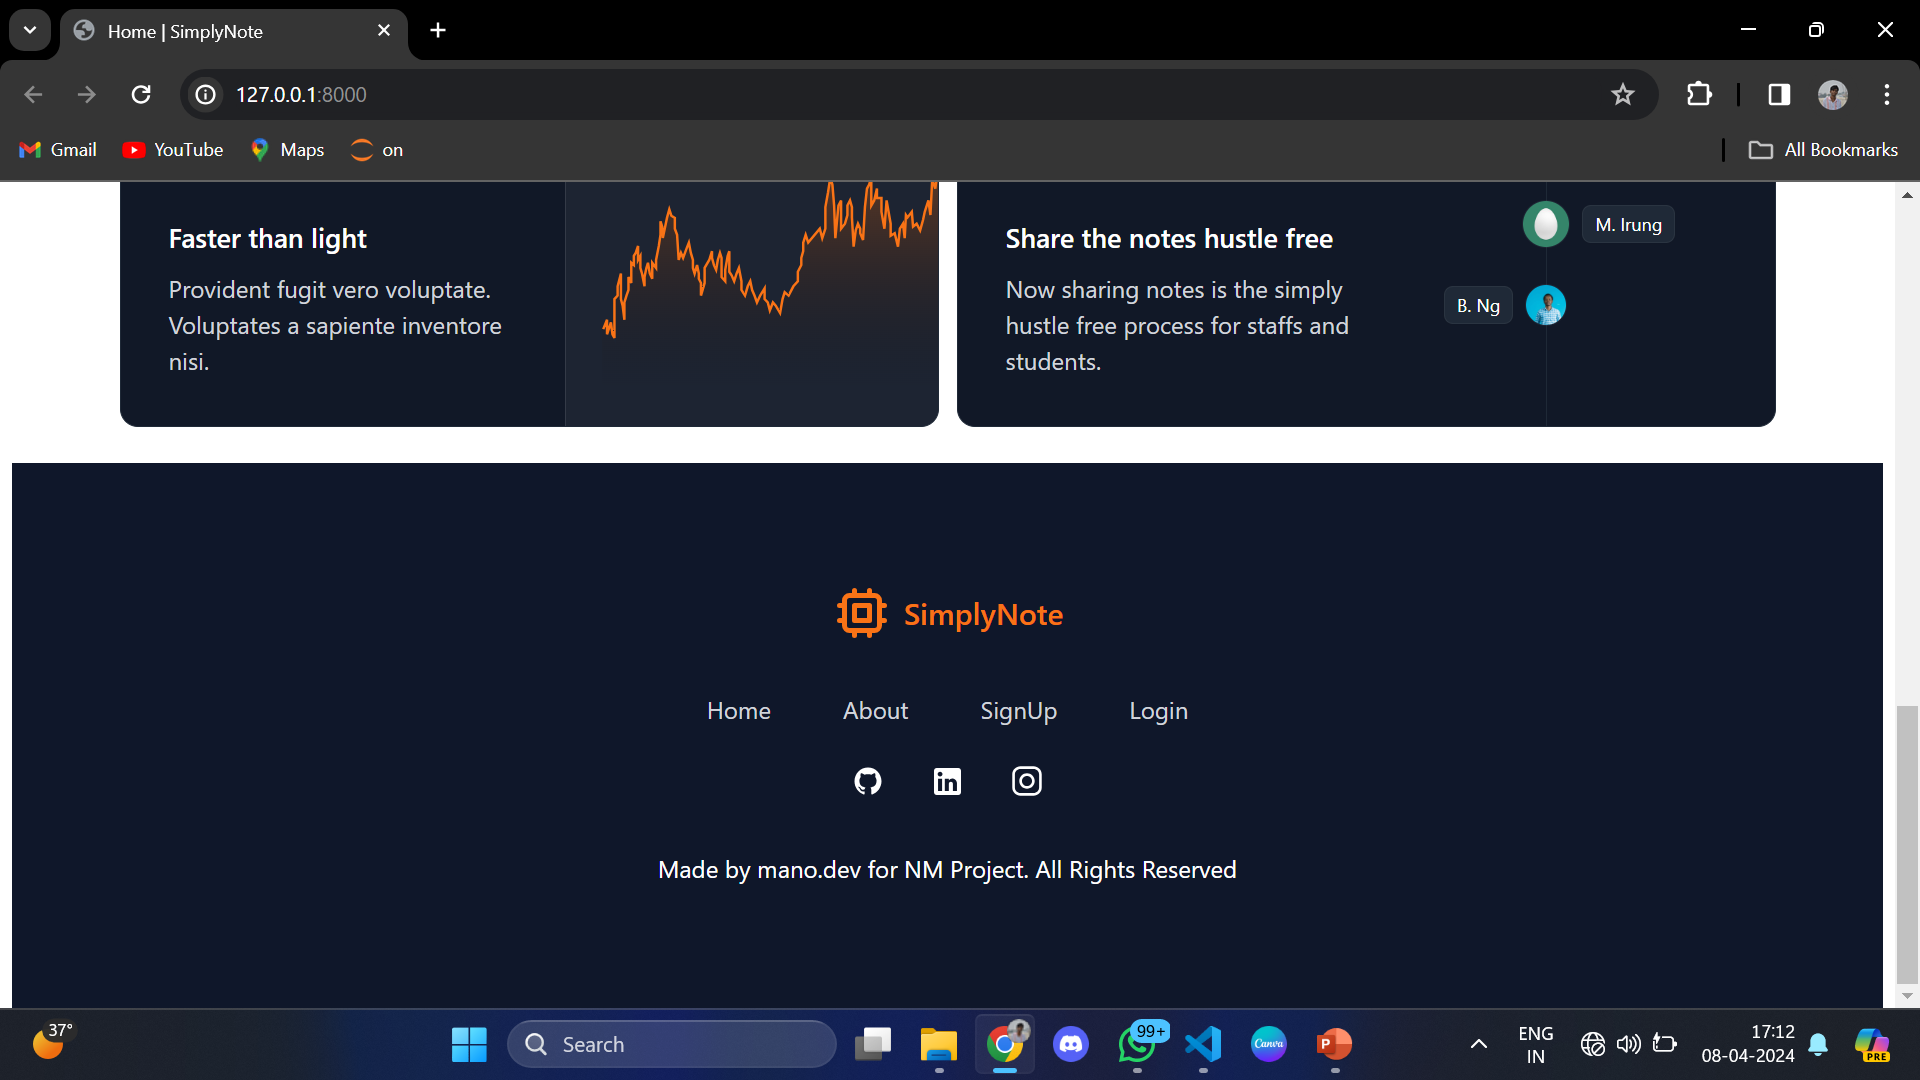 Home | SimplyNote
127.0.0.1:8000
Gmail
YouTube
Maps
on
All Bookmarks
Faster than light
Provident fugit vero voluptate.
Voluptates a sapiente inventore
nisi.
Share the notes hustle free
Now sharing notes is the simply
hustle free process for staffs and
students.
M. Irung
B. Ng
SimplyNote
Home About SignUp Login
in
Made by mano.dev for NM Project. All Rights Reserved
37°
Search
99+
Canva
P
ENG
IN
17:12
08-04-2024
PRE